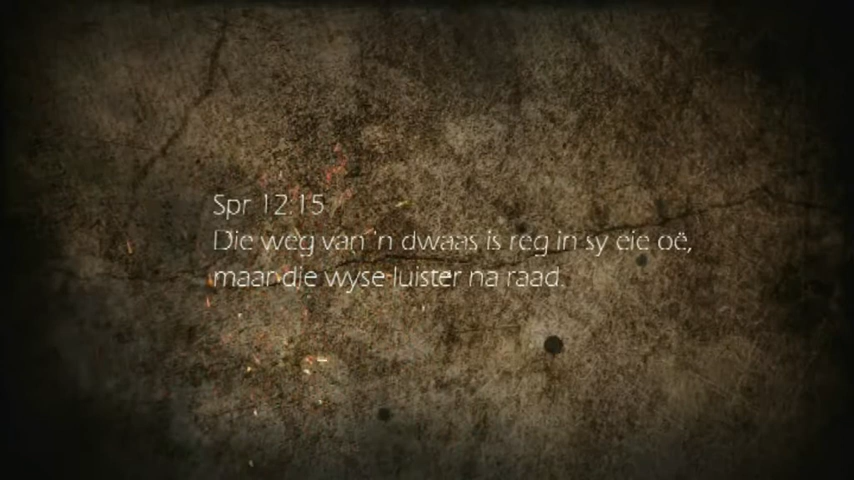 Spr 12:15
Die weg van 'n dwaas is reg in sy eie oë,
maar die wyse luister na raad.